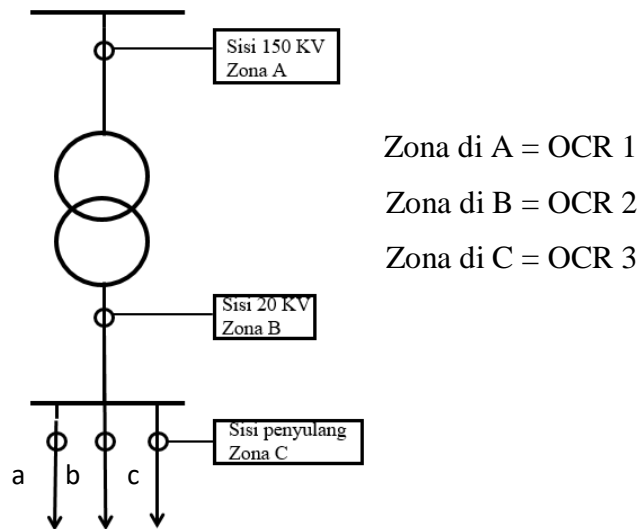 Sisi 150 KV
Zona A
Zona di A = OCR 1
Zona di B = OCR 2
Zona di C = OCR 3
Sisi 20 KV
Zona B
Sisi penyulang
Zona C
a b c